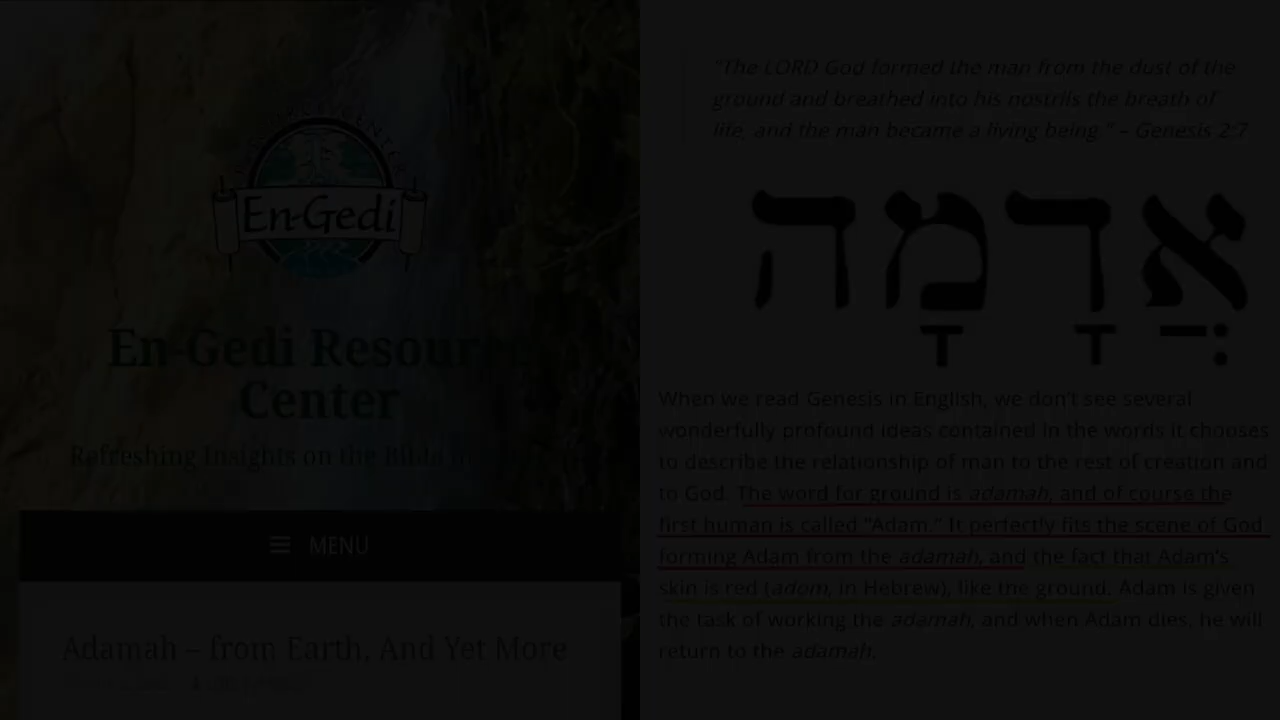 En-Gedi
En-Gedi Resour
Center
Refreshing Insights on the Bible
MENU
Adamah – from Earth, And Yet More
"The LORD God formed the man from the dust of the
ground and breathed into his nostrils the breath of
life, and the man became a living being." – Genesis 2:7
אֲדָמָה
When we read Genesis in English, we don't see several
wonderfully profound ideas contained in the words it chooses
to describe the relationship of man to the rest of creation and
to God. The word for ground is adamah, and of course the
first human is called "Adam." It perfectly fits the scene of God
forming Adam from the adamah, and the fact that Adam's
skin is red (adom, in Hebrew), like the ground. Adam is given
the task of working the adamah, and when Adam dies, he will
return to the adamah.